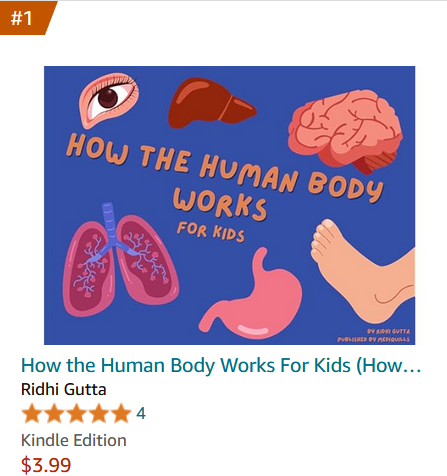 #1
HOW THE HUMAN BODY
WORKS
FOR KIDS
BY RIDHI GUTTA
PUBLISHED BY MEDIQUILLS
How the Human Body Works For Kids (How...
Ridhi Gutta
4
Kindle Edition
$3.99